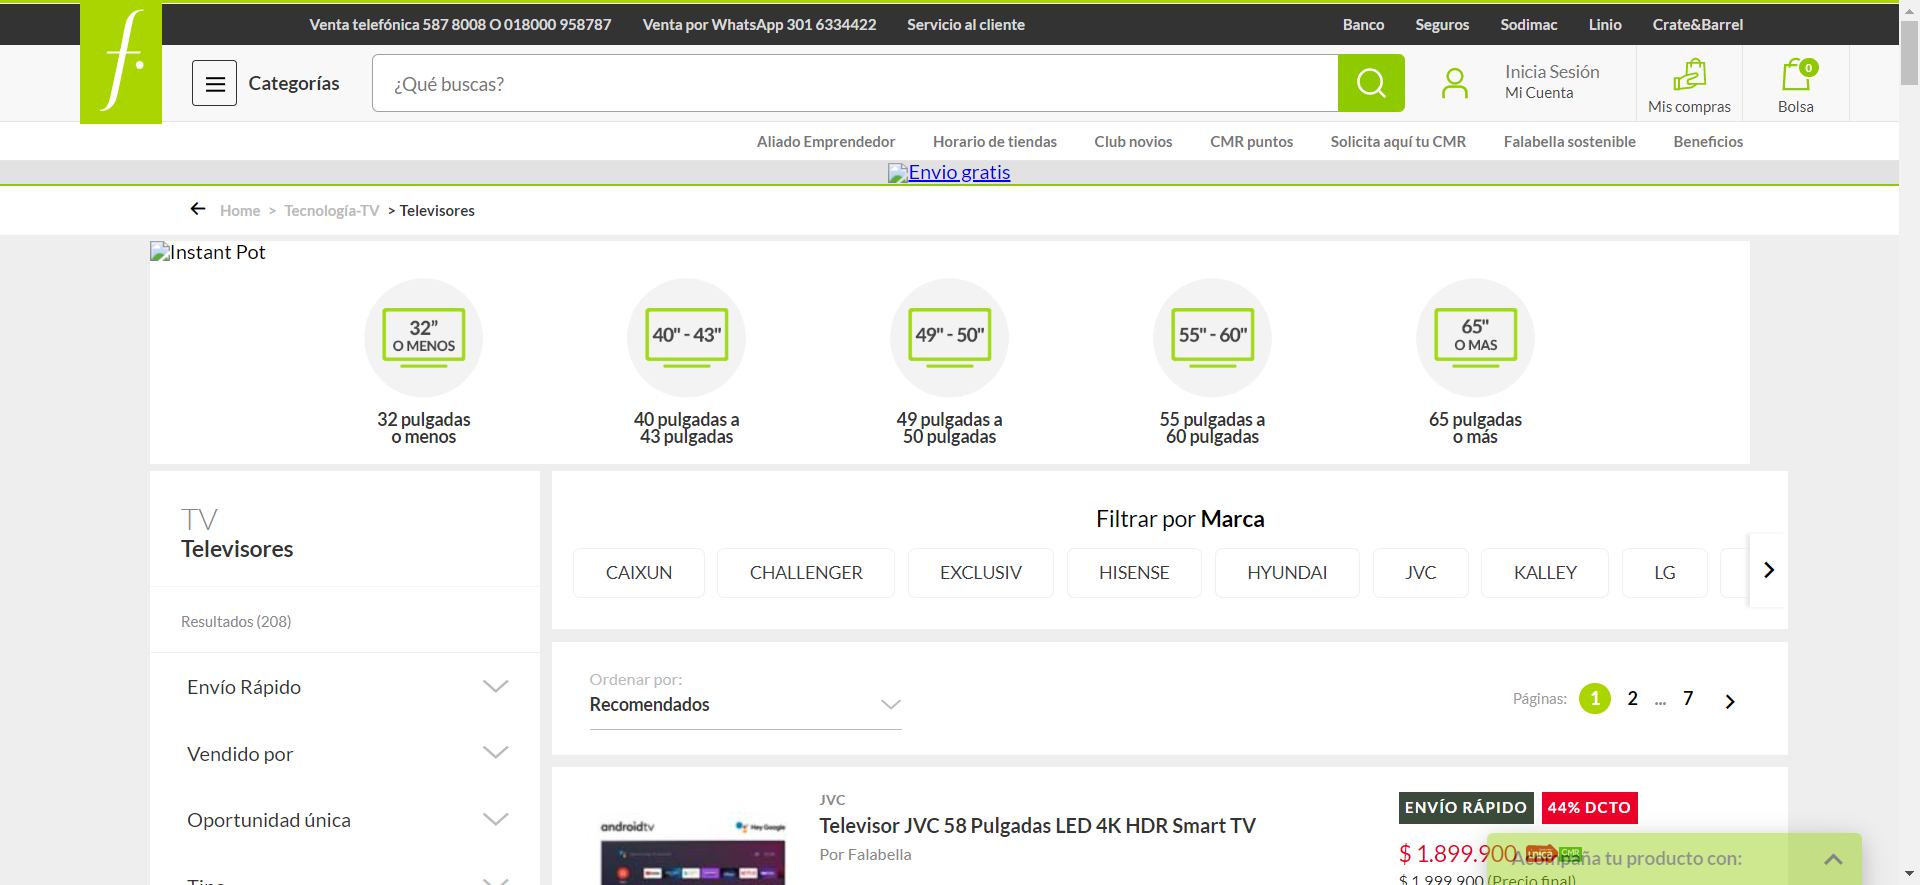 Venta telefónica 587 8008 O 018000 958787 Venta por WhatsApp 301 6334422 Servicio al cliente Banco Seguros Sodimac Linio Crate&Barrel
f.
Categorías
¿Qué buscas?
Inicia Sesión
Mi Cuenta
Mis compras
0
Bolsa
Aliado Emprendedor Horario de tiendas Club novios CMR puntos Solicita aquí tu CMR Falabella sostenible Beneficios
Envio gratis
Home > Tecnología-TV > Televisores
Instant Pot
32”
O MENOS
40" - 43"
49" - 50"
55" - 60"
65"
O MAS
32 pulgadas
o menos
40 pulgadas a
43 pulgadas
49 pulgadas a
50 pulgadas
55 pulgadas a
60 pulgadas
65 pulgadas
o más
TV
Televisores
Resultados (208)
Envío Rápido
Vendido por
Oportunidad única
Tipo
Filtrar por Marca
CAIXUN CHALLENGER EXCLUSIV HISENSE HYUNDAI JVC KALLEY LG
Ordenar por:
Recomendados
Páginas: 1 2 ... 7
androidtv Hey Google
JVC
Televisor JVC 58 Pulgadas LED 4K HDR Smart TV
Por Falabella
ENVÍO RÁPIDO 44% DCTO
$ 1.899.900 única CMR
$ 1.999.900 (Precio final)
Acompaña tu producto con: